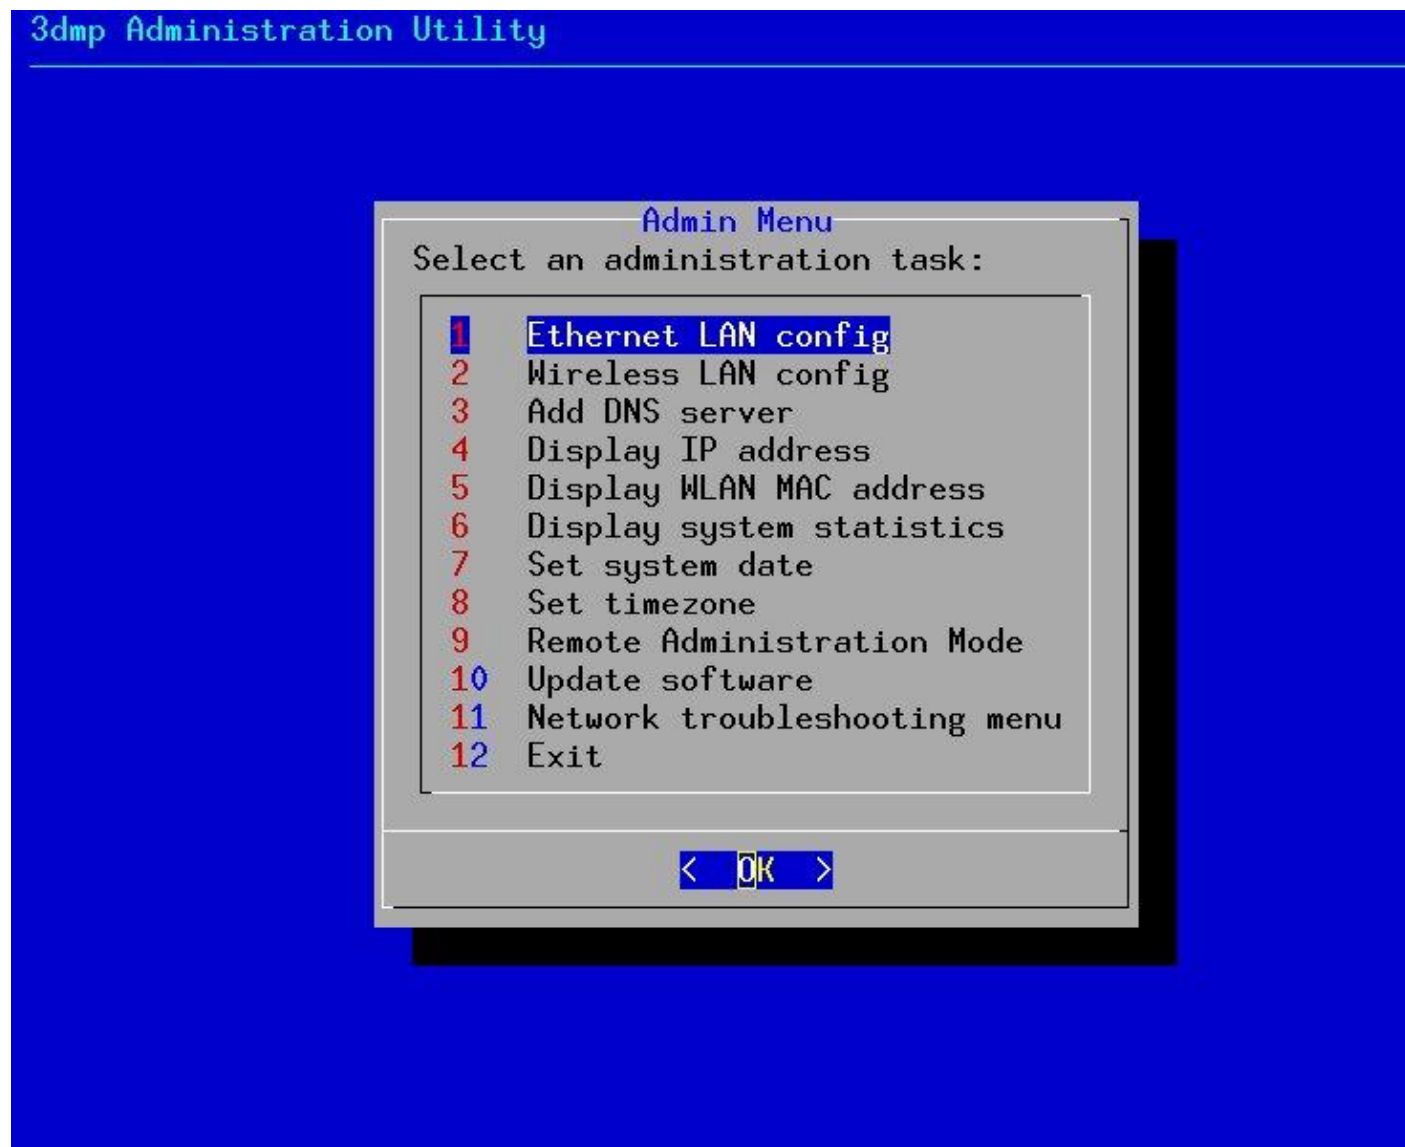 3dmp Administration Utility
Admin Menu
Select an administration task:
1 Ethernet LAN config
2 Wireless LAN config
3 Add DNS server
4 Display IP address
5 Display WLAN MAC address
6 Display system statistics
7 Set system date
8 Set timezone
9 Remote Administration Mode
10 Update software
11 Network troubleshooting menu
12 Exit
< OK >